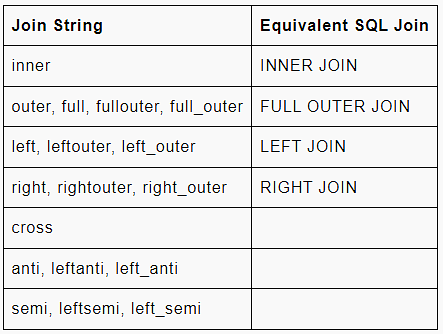 Join String Equivalent SQL Join
inner INNER JOIN
outer, full, fullouter, full_outer FULL OUTER JOIN
left, leftouter, left_outer LEFT JOIN
right, rightouter, right_outer RIGHT JOIN
cross
anti, leftanti, left_anti
semi, leftsemi, left_semi